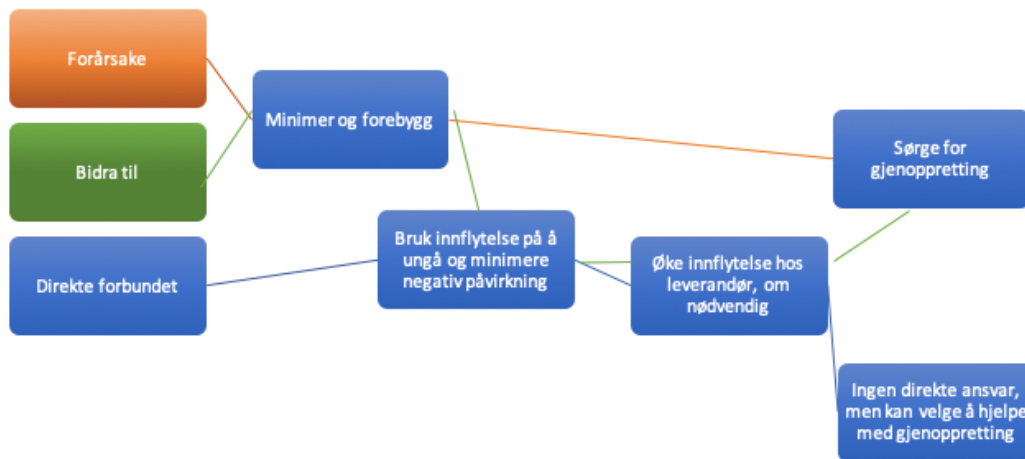 Forårsake
Minimer og forebygg
Bidra til
Sørge for
gjenoppretting
Direkte forbundet
Bruk innflytelse på å
ungå og minimere
negativ påvirkning
Øke innflytelse hos
leverandør, om
nødvendig
Ingen direkte ansvar,
men kan velge å hjelpe
med gjenoppretting